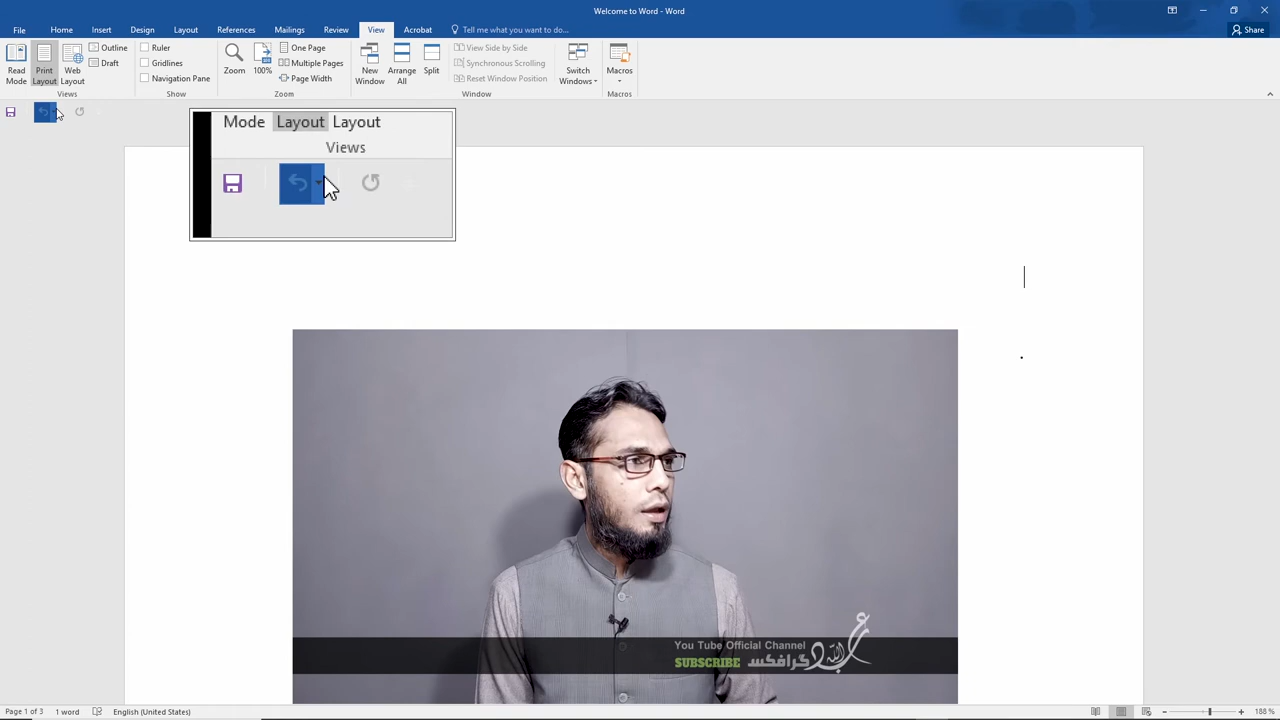 Welcome to Word - Word
File Home Insert Design Layout References Mailings Review View Acrobat Tell me what you want to do... Share
Read Mode
Print Layout
Web Layout
Outline
Draft
Views
Ruler
Gridlines
Navigation Pane
Show
Zoom
100%
One Page
Multiple Pages
Page Width
Zoom
New Window
Arrange All
Split
View Side by Side
Synchronous Scrolling
Reset Window Position
Window
Switch Windows
Macros
Macros
Mode Layout Layout
Views
You Tube Official Channel
SUBSCRIBE گرافکس
Page 1 of 3 1 word English (United States) 188 %